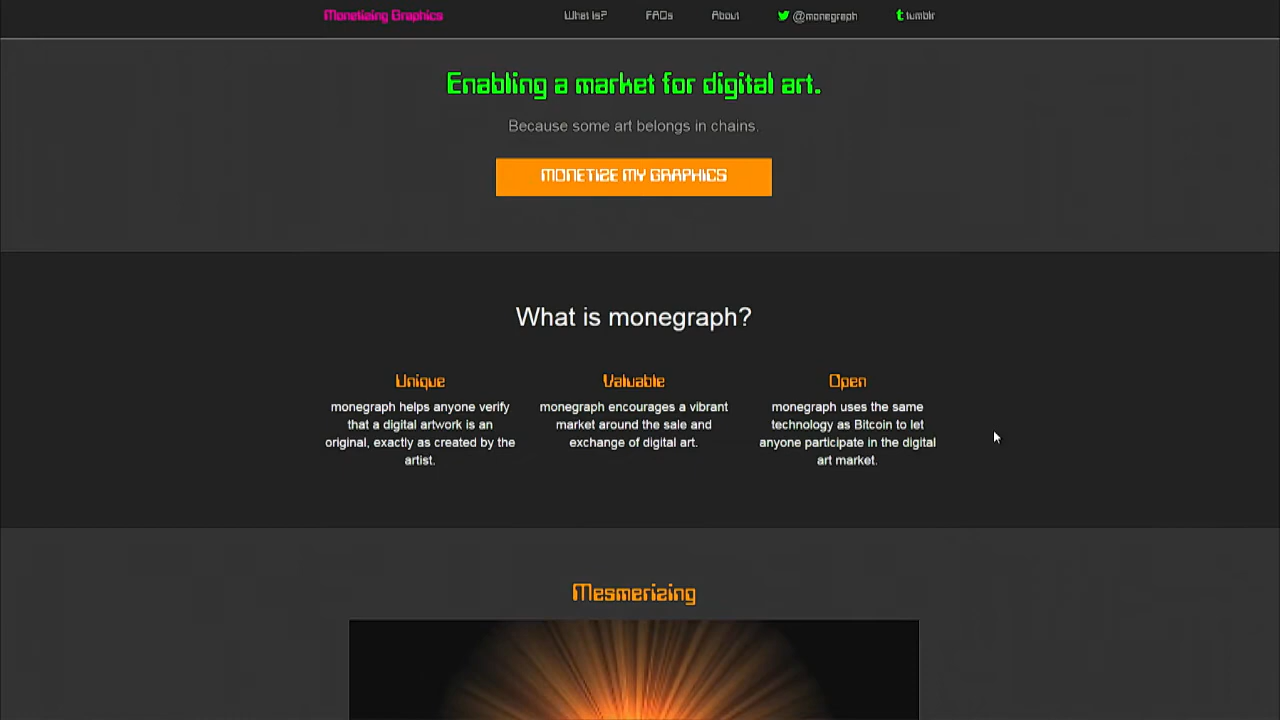 Monetizing Graphics
What Is? FAQs About @monegraph tumblr
Enabling a market for digital art.
Because some art belongs in chains.
MONETIZE MY GRAPHICS
What is monegraph?
Unique
monegraph helps anyone verify
that a digital artwork is an
original, exactly as created by the
artist.
Valuable
monegraph encourages a vibrant
market around the sale and
exchange of digital art.
Open
monegraph uses the same
technology as Bitcoin to let
anyone participate in the digital
art market.
Mesmerizing